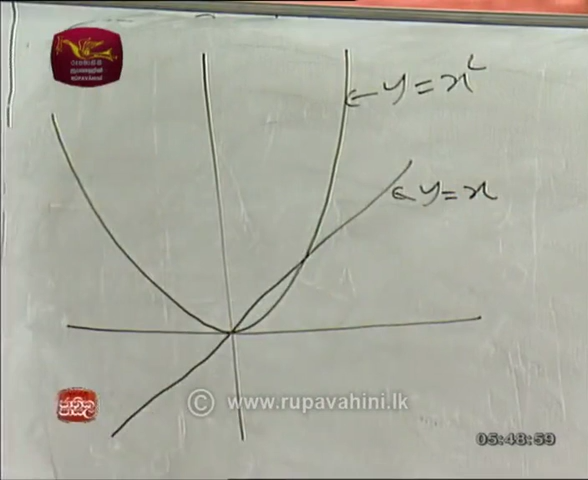 y = x²
y = x
© www.rupavahini.lk
05:48:59